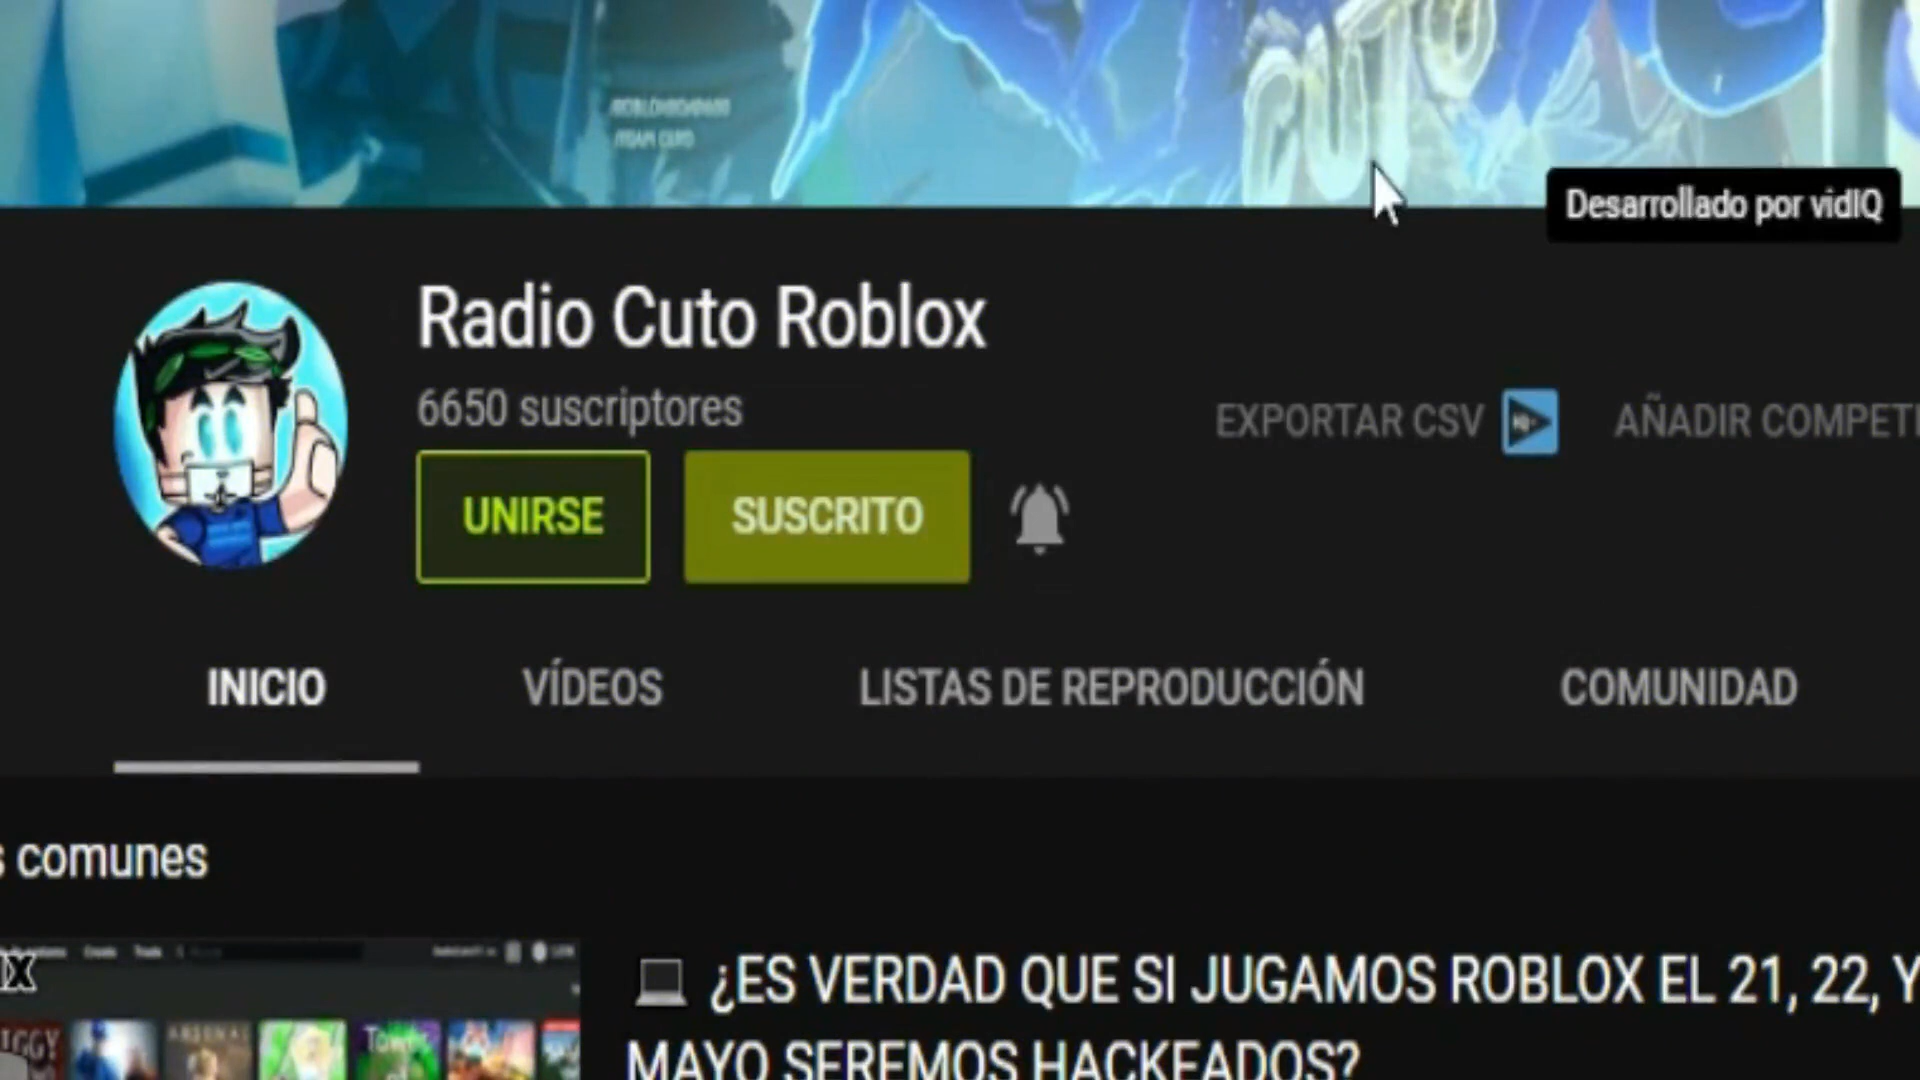 Desarrollado por vidIQ
Radio Cuto Roblox
6650 suscriptores
EXPORTAR CSV
AÑADIR COMPETI
UNIRSE
SUSCRITO
INICIO
VÍDEOS
LISTAS DE REPRODUCCIÓN
COMUNIDAD
s comunes
¿ES VERDAD QUE SI JUGAMOS ROBLOX EL 21, 22, Y
MAYO SEREMOS HACKEADOS?